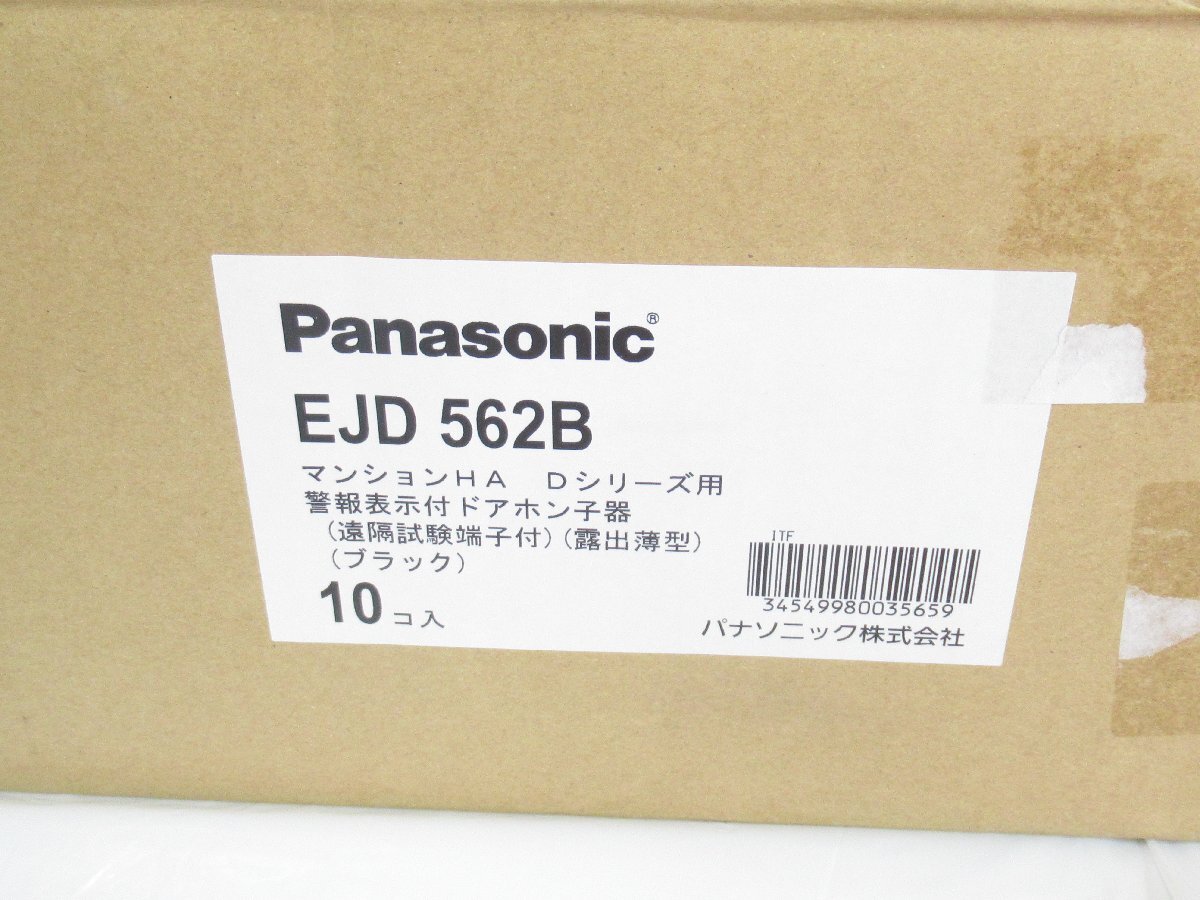 Panasonic®
EJD 562B
マンションHA Dシリーズ用
警報表示付ドアホン子器
(遠隔試験端子付)(露出薄型)
(ブラック)
10コ入
ITF
34549980035659
パナソニック株式会社